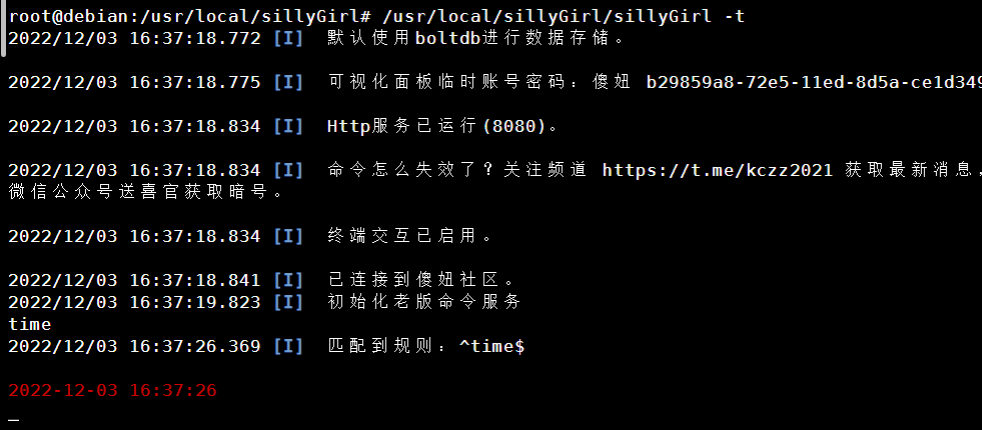 root@debian:/usr/local/sillyGirl# /usr/local/sillyGirl/sillyGirl -t
2022/12/03 16:37:18.772 [I] 默认使用boltdb进行数据存储。
2022/12/03 16:37:18.775 [I] 可视化面板临时账号密码：傻妞 b29859a8-72e5-11ed-8d5a-ce1d349
2022/12/03 16:37:18.834 [I] Http服务已运行(8080)。
2022/12/03 16:37:18.834 [I] 命令怎么失效了？关注频道 https://t.me/kczz2021 获取最新消息，
微信公众号送喜官获取暗号。
2022/12/03 16:37:18.834 [I] 终端交互已启用。
2022/12/03 16:37:18.841 [I] 已连接到傻妞社区。
2022/12/03 16:37:19.823 [I] 初始化老版命令服务
time
2022/12/03 16:37:26.369 [I] 匹配到规则：^time$
2022-12-03 16:37:26